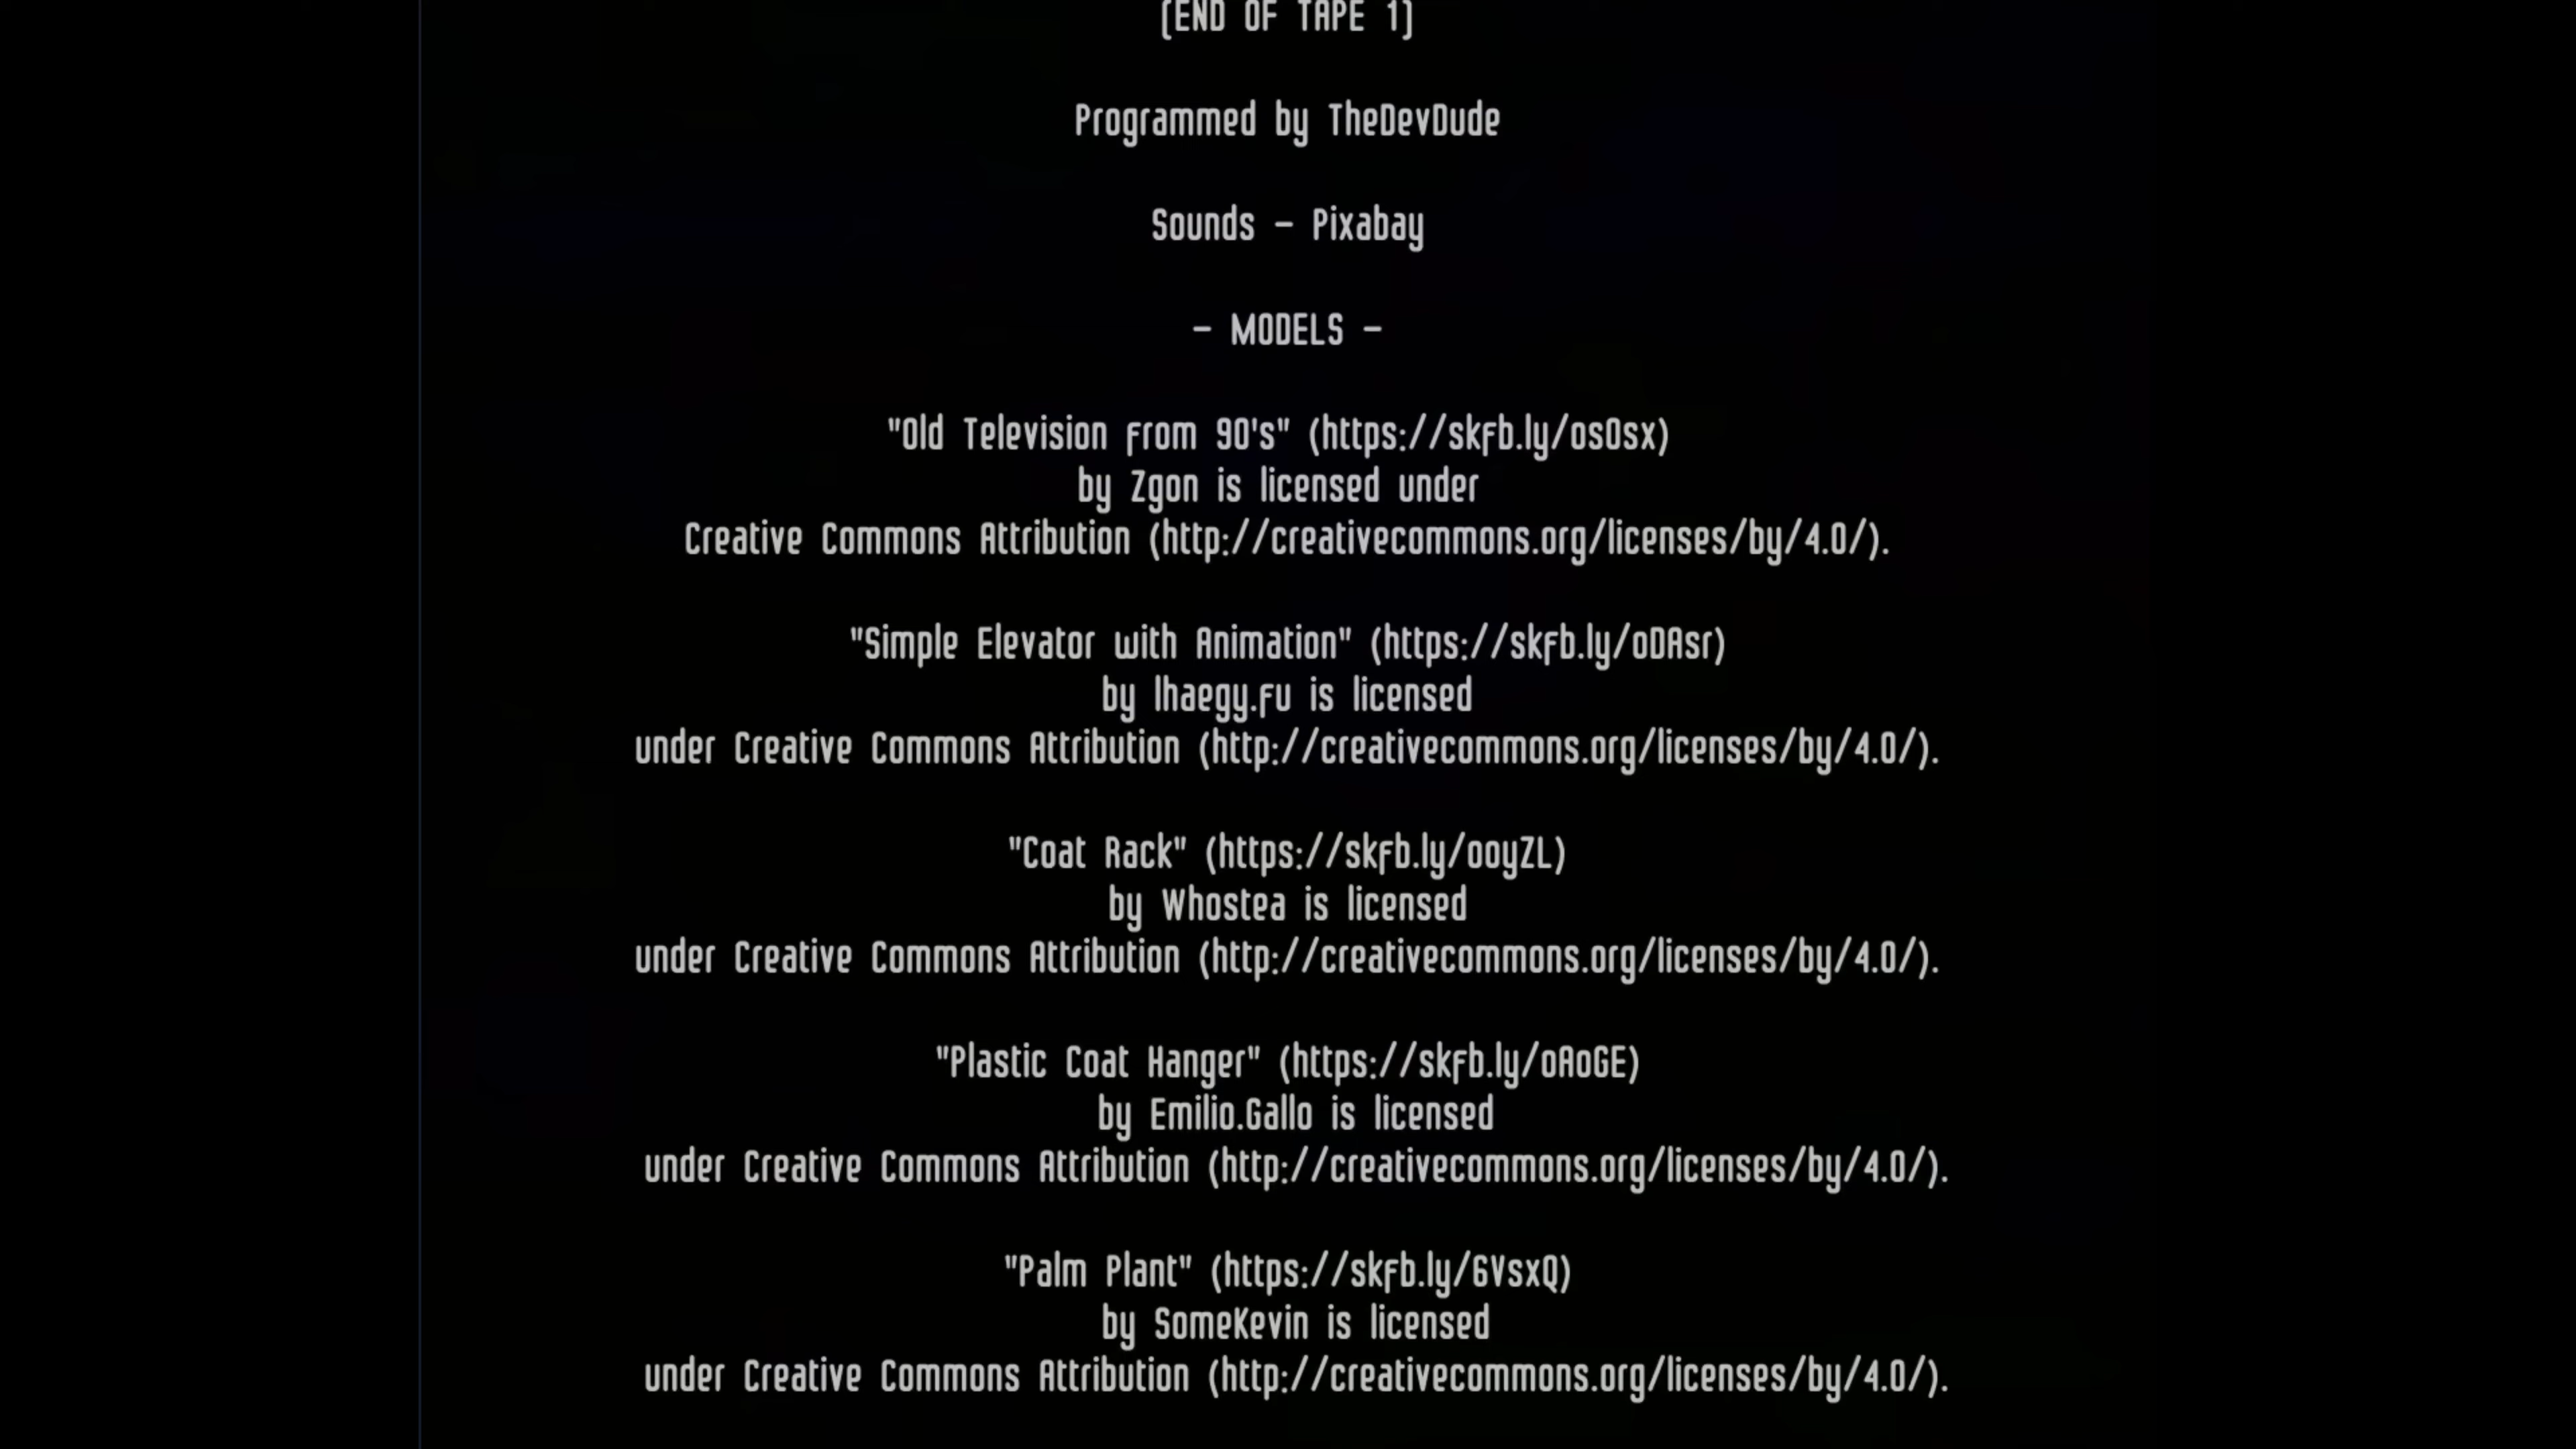 [END OF TAPE 1]
Programmed by TheDevDude
Sounds - Pixabay
- MODELS -
"Old Television from 90's" (https://skfb.ly/osOsx)
by Zgon is licensed under
Creative Commons Attribution (http://creativecommons.org/licenses/by/4.0/).
"Simple Elevator with Animation" (https://skfb.ly/oDAsr)
by lhaegy.fu is licensed
under Creative Commons Attribution (http://creativecommons.org/licenses/by/4.0/).
"Coat Rack" (https://skfb.ly/ooyZL)
by Whostea is licensed
under Creative Commons Attribution (http://creativecommons.org/licenses/by/4.0/).
"Plastic Coat Hanger" (https://skfb.ly/oAoGE)
by Emilio.Gallo is licensed
under Creative Commons Attribution (http://creativecommons.org/licenses/by/4.0/).
"Palm Plant" (https://skfb.ly/6VsxQ)
by SomeKevin is licensed
under Creative Commons Attribution (http://creativecommons.org/licenses/by/4.0/).